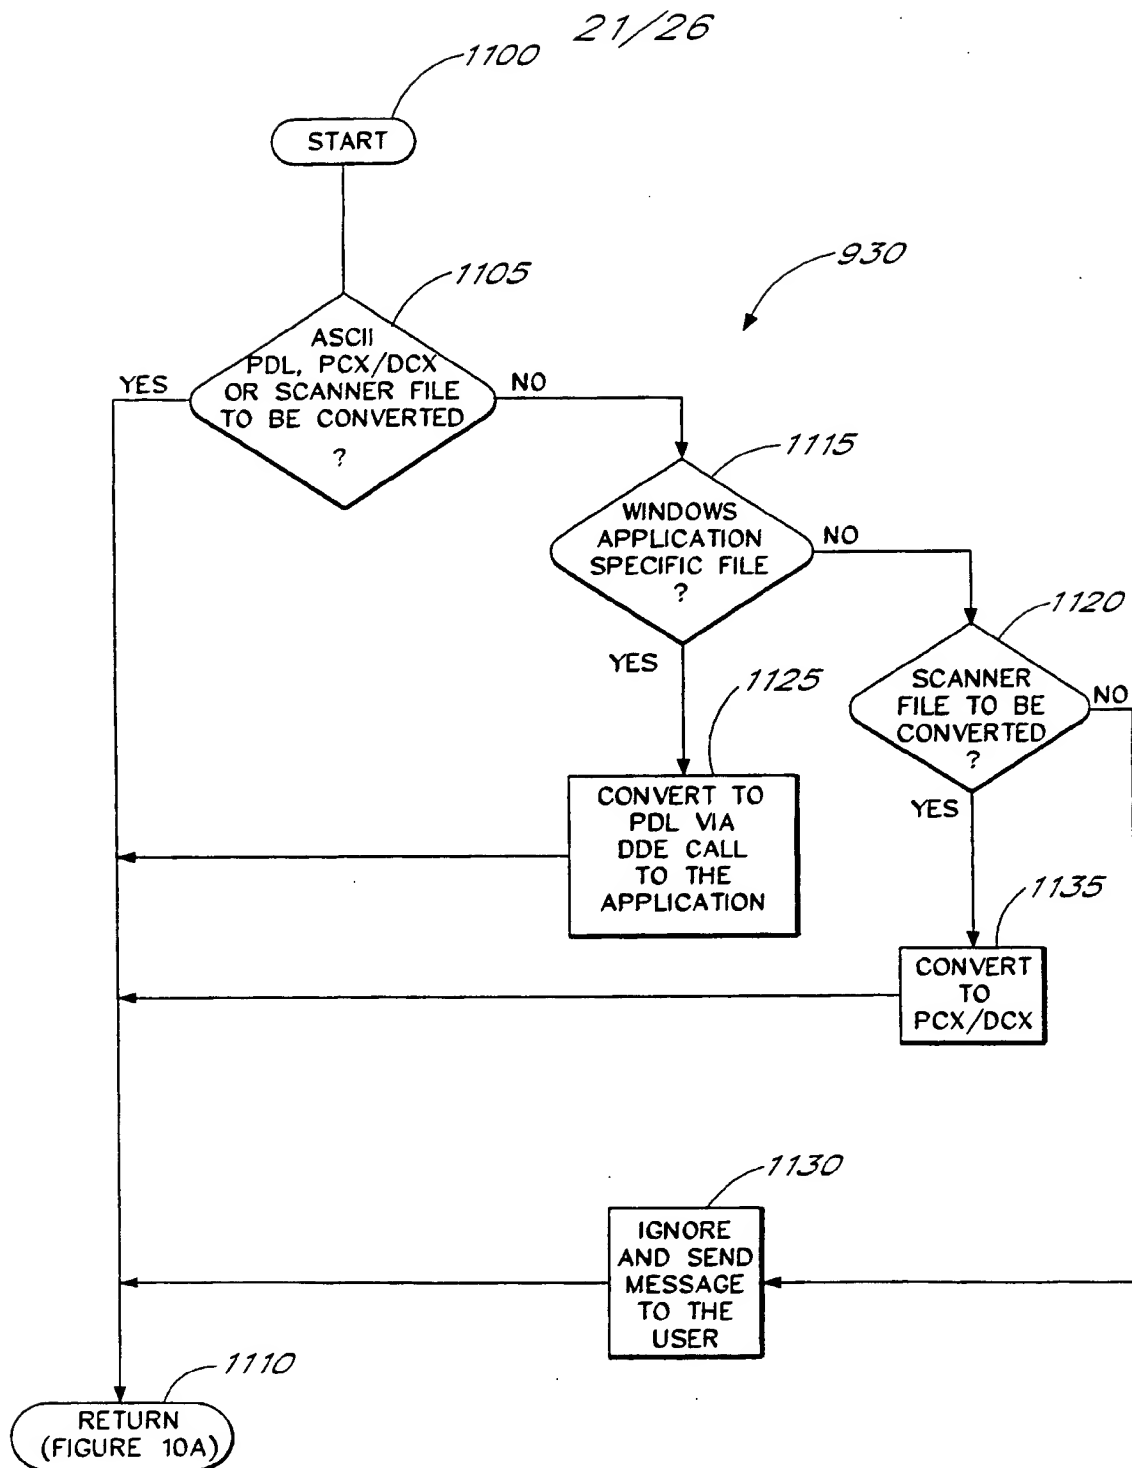 21/26
1100
START
930
1105
ASCII
PDL, PCX/DCX
OR SCANNER FILE
TO BE CONVERTED
?
YES
NO
1115
WINDOWS
APPLICATION
SPECIFIC FILE
?
NO
YES
1120
SCANNER
FILE TO BE
CONVERTED
?
NO
YES
1125
CONVERT TO
PDL VIA
DDE CALL
TO THE
APPLICATION
1135
CONVERT
TO
PCX/DCX
1130
IGNORE
AND SEND
MESSAGE
TO THE
USER
1110
RETURN
(FIGURE 10A)